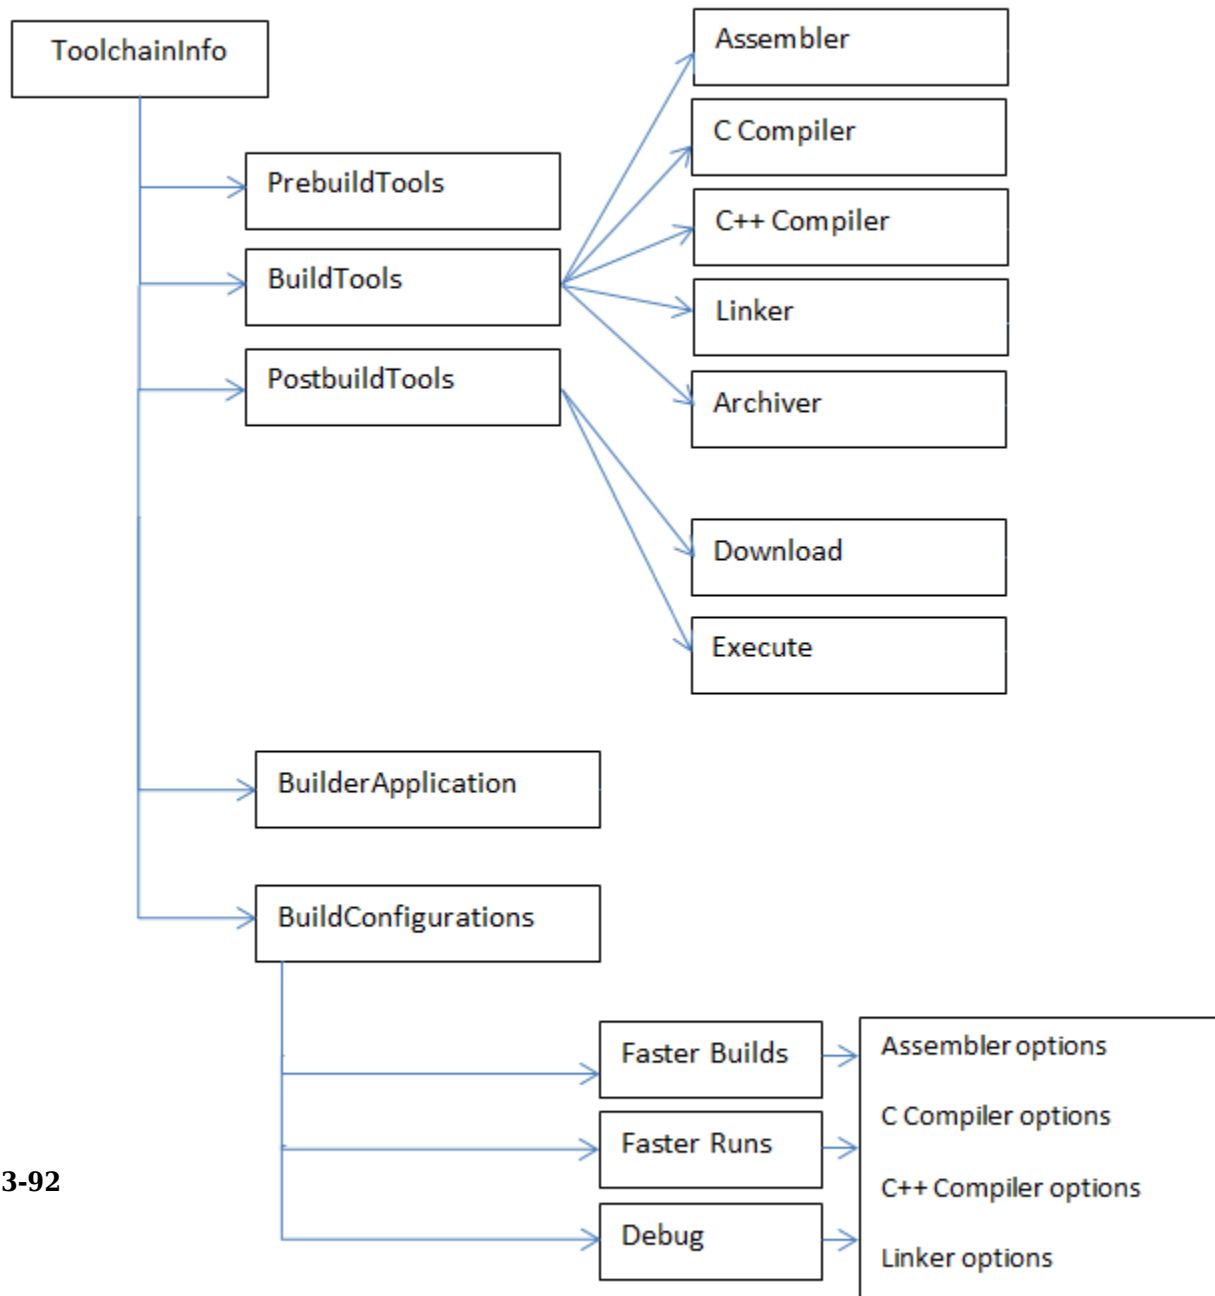 ToolchainInfo
Assembler
C Compiler
PrebuildTools
C++ Compiler
BuildTools
Linker
PostbuildTools
Archiver
Download
Execute
BuilderApplication
BuildConfigurations
Faster Builds
Assembler options
C Compiler options
Faster Runs
3-92
C++ Compiler options
Debug
Linker options